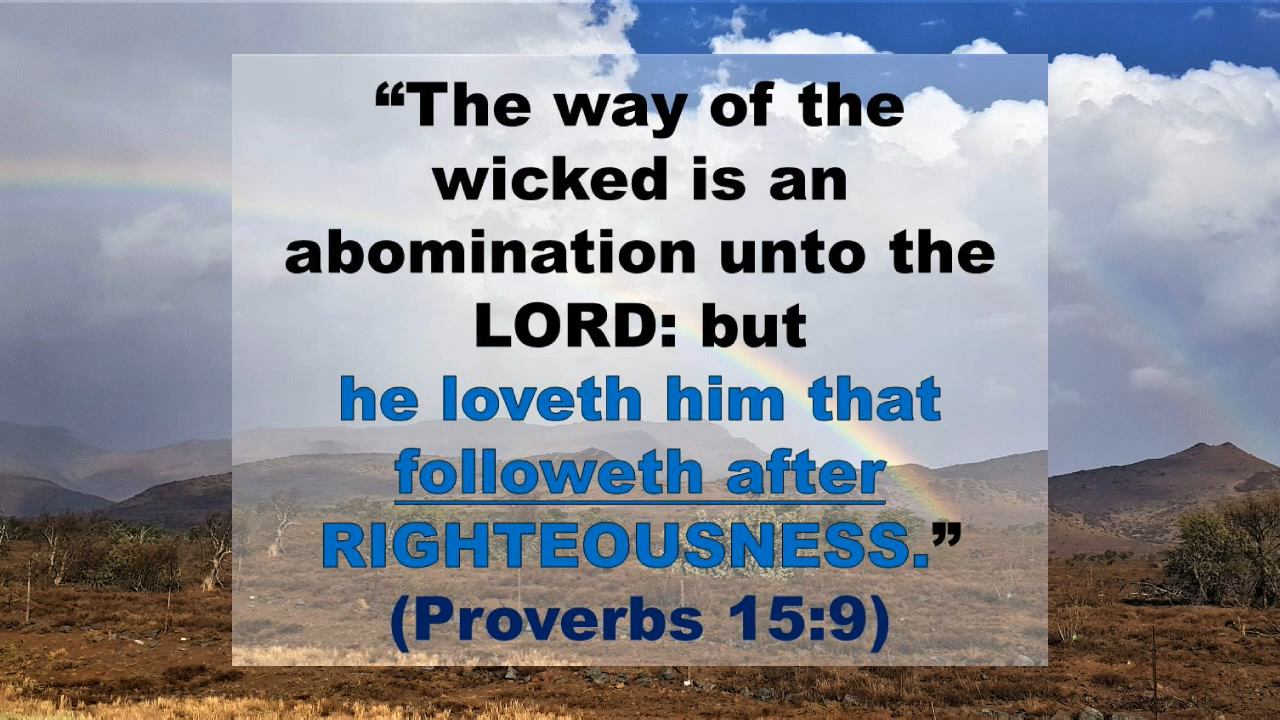 “The way of the
wicked is an
abomination unto the
LORD: but
he loveth him that
followeth after
RIGHTEOUSNESS.”
(Proverbs 15:9)